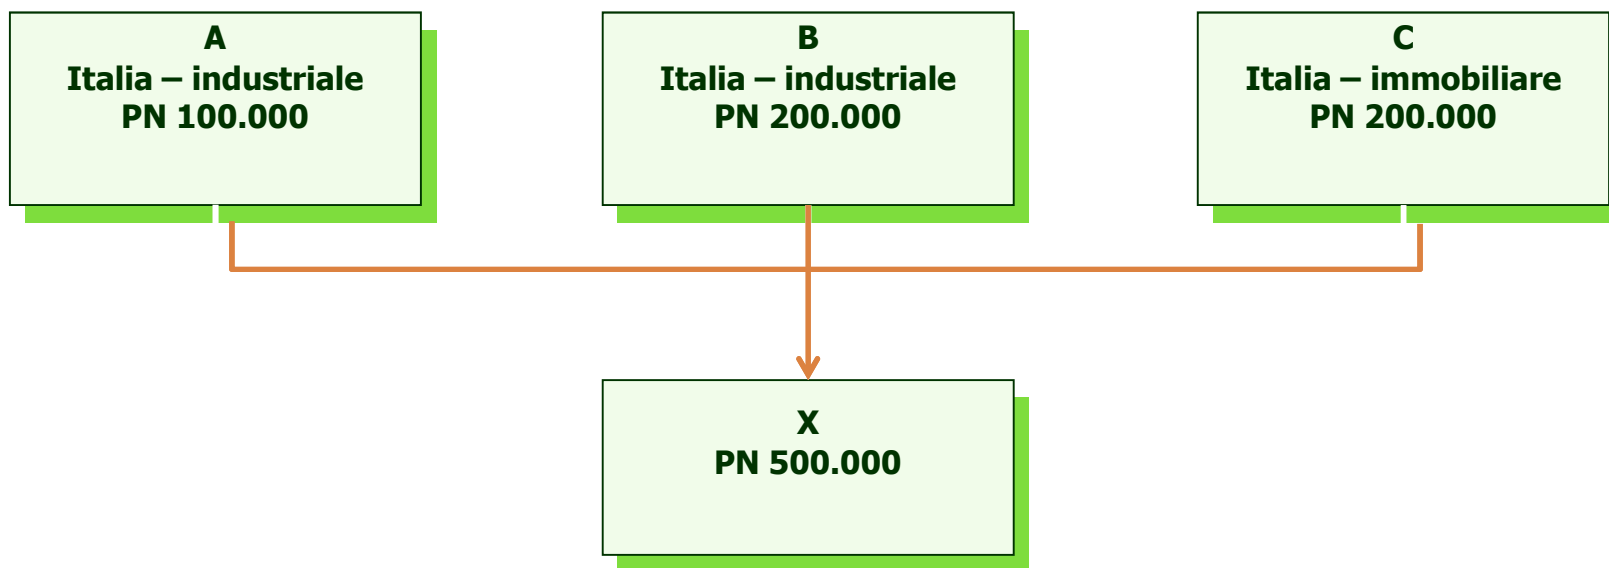 A
Italia – industriale
PN 100.000
B
Italia – industriale
PN 200.000
C
Italia – immobiliare
PN 200.000
X
PN 500.000